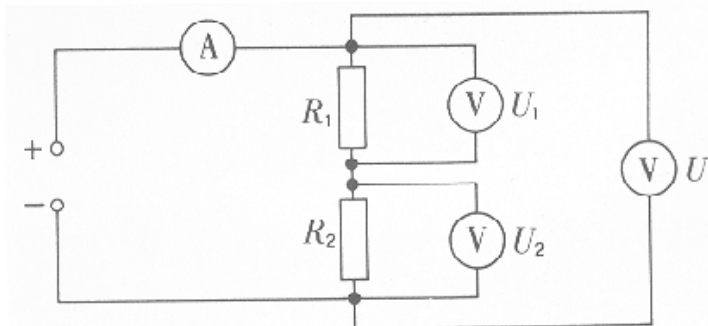 A
R₁ V U₁
+
V U
−
R₂ V U₂